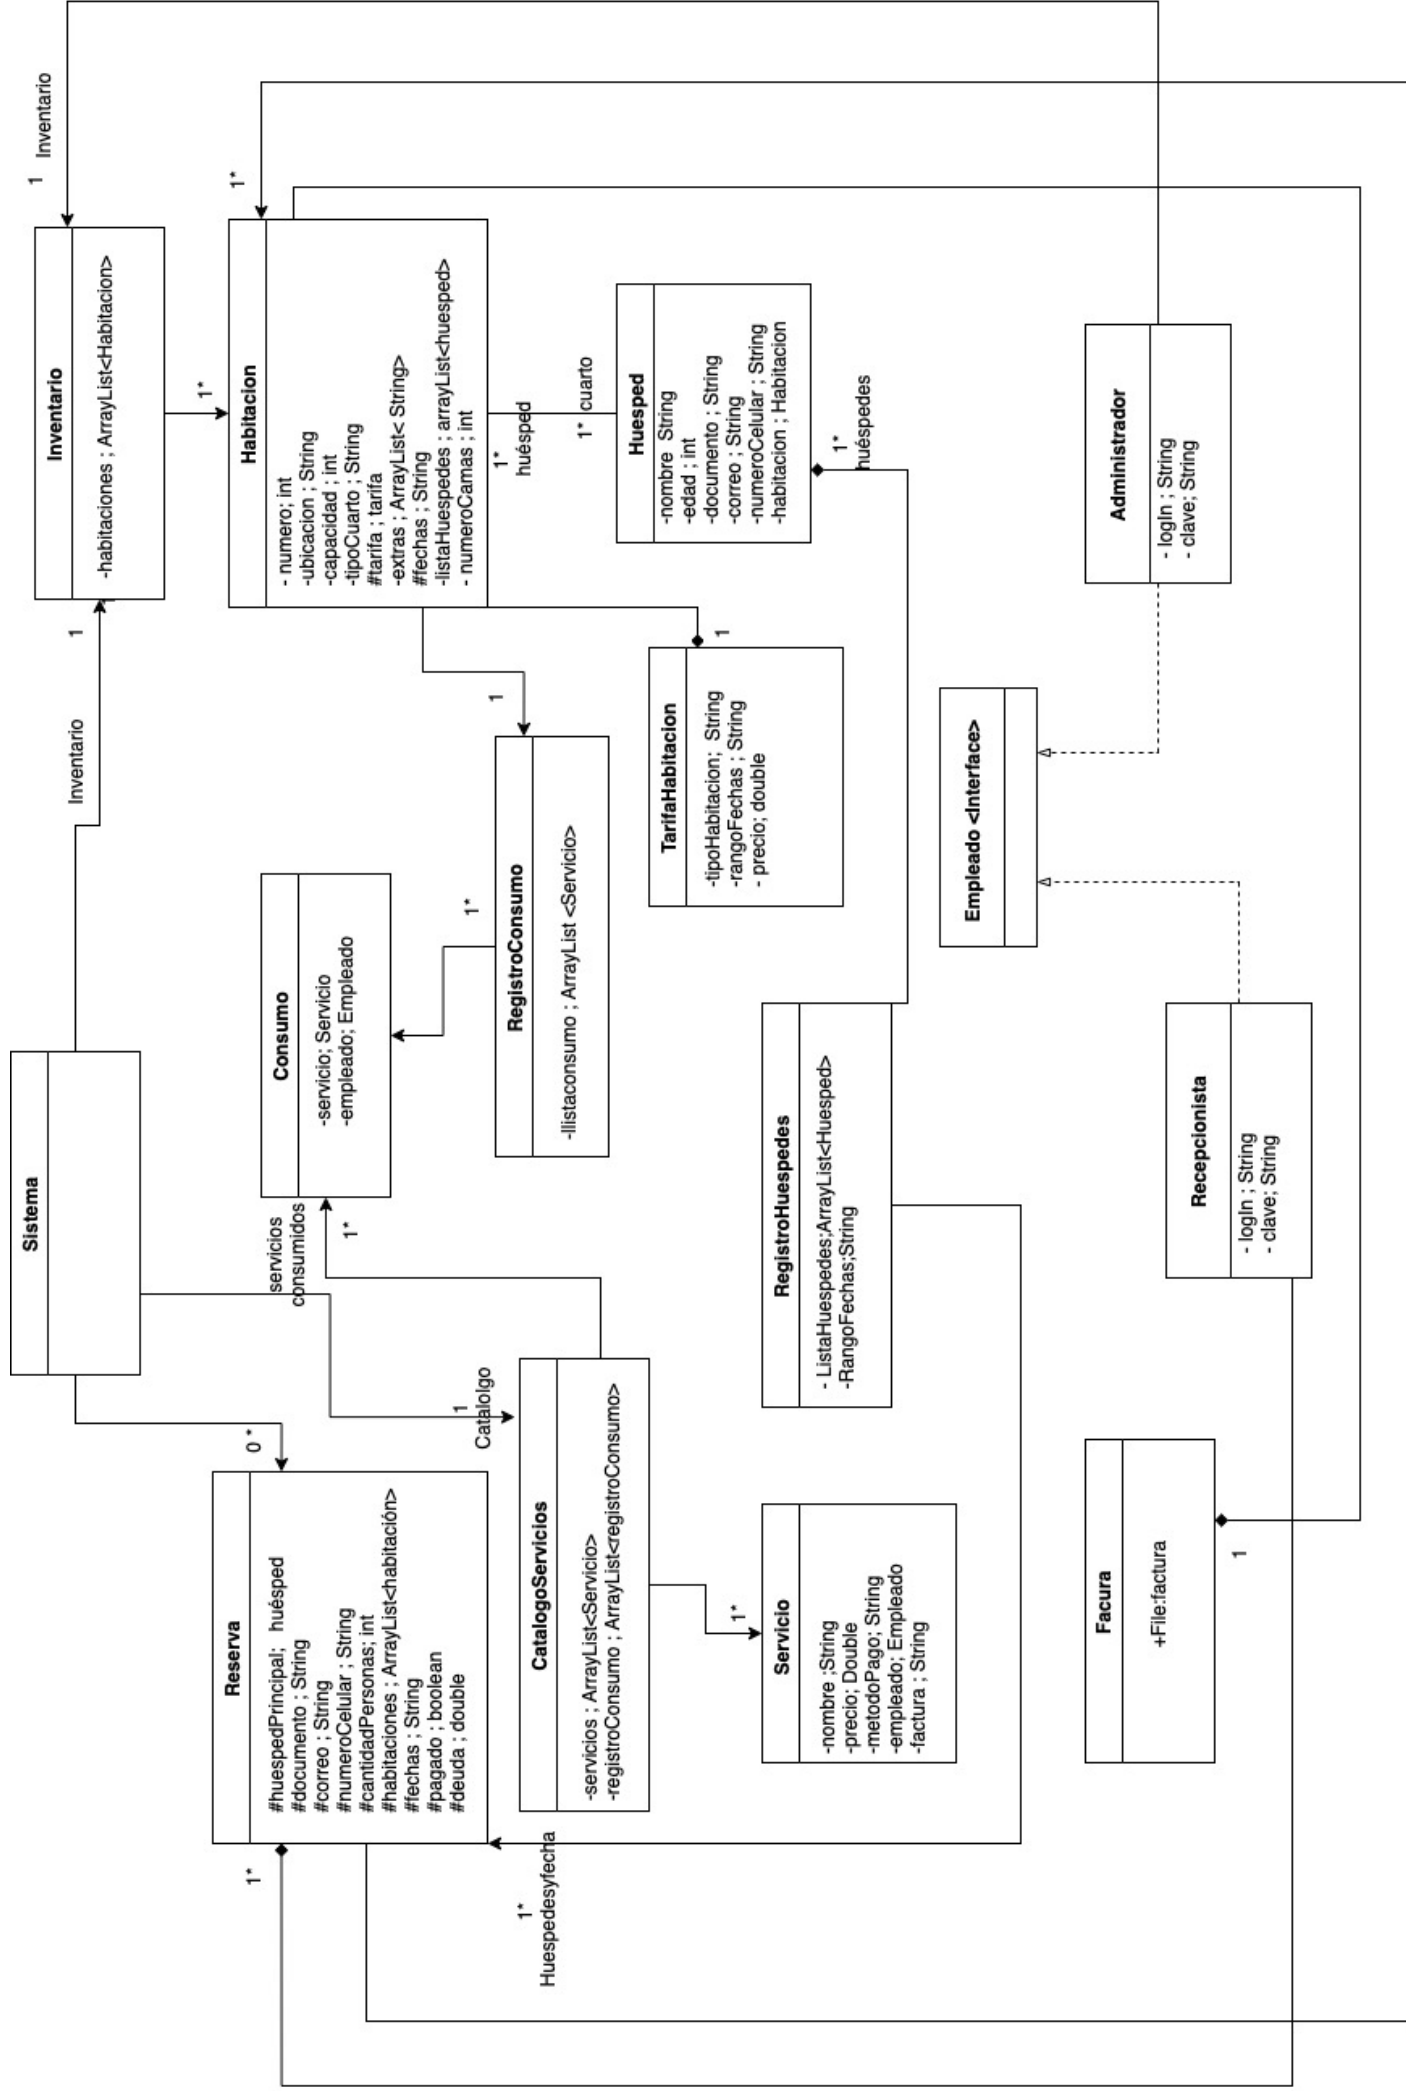 Sistema
Reserva
#huespedPrincipal; huésped
#documento ; String
#correo ; String
#numeroCelular ; String
#cantidadPersonas; int
#habitaciones ; ArrayList<habitación>
#fechas ; String
#pagado ; boolean
#deuda ; double
0 *
1*
1*
Huespedesyfecha
CatalogoServicios
-servicios ; ArrayList<Servicio>
-registroConsumo ; ArrayList<registroConsumo>
1
Catalolgo
servicios
consumidos
1*
Consumo
-servicio; Servicio
-empleado; Empleado
1*
RegistroConsumo
-llistaconsumo ; ArrayList <Servicio>
1
Inventario
1
Inventario
-habitaciones ; ArrayList<Habitacion>
1
Inventario
1*
1*
Habitacion
- numero; int
-ubicacion ; String
-capacidad ; int
-tipoCuarto ; String
#tarifa ; tarifa
-extras ; ArrayList< String>
#fechas ; String
-listaHuespedes ; arrayList<huesped>
- numeroCamas ; int
1*
huésped
1*
cuarto
Huesped
-nombre String
-edad ; int
-documento ; String
-correo ; String
-numeroCelular ; String
-habitacion ; Habitacion
1*
huéspedes
TarifaHabitacion
-tipoHabitacion; String
-rangoFechas ; String
- precio; double
1
Servicio
-nombre ;String
-precio; Double
-metodoPago; String
-empleado; Empleado
-factura ; String
1*
RegistroHuespedes
- ListaHuespedes;ArrayList<Huesped>
-RangoFechas;String
Empleado <Interface>
Facura
+File:factura
1
Recepcionista
- logIn ; String
- clave; String
Administrador
- logIn ; String
- clave; String